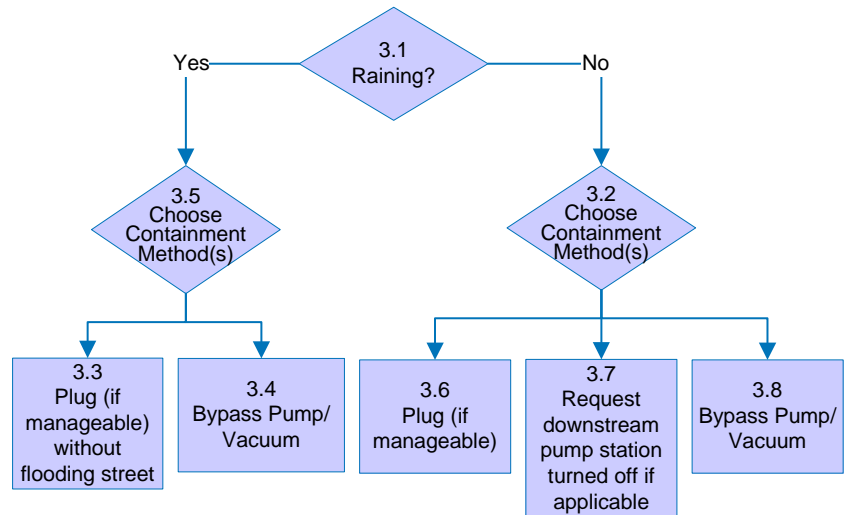 3.1
Raining?
Yes
No
3.5
Choose
Containment
Method(s)
3.2
Choose
Containment
Method(s)
3.3
Plug (if
manageable)
without
flooding street
3.4
Bypass Pump/
Vacuum
3.6
Plug (if
manageable)
3.7
Request
downstream
pump station
turned off if
applicable
3.8
Bypass Pump/
Vacuum